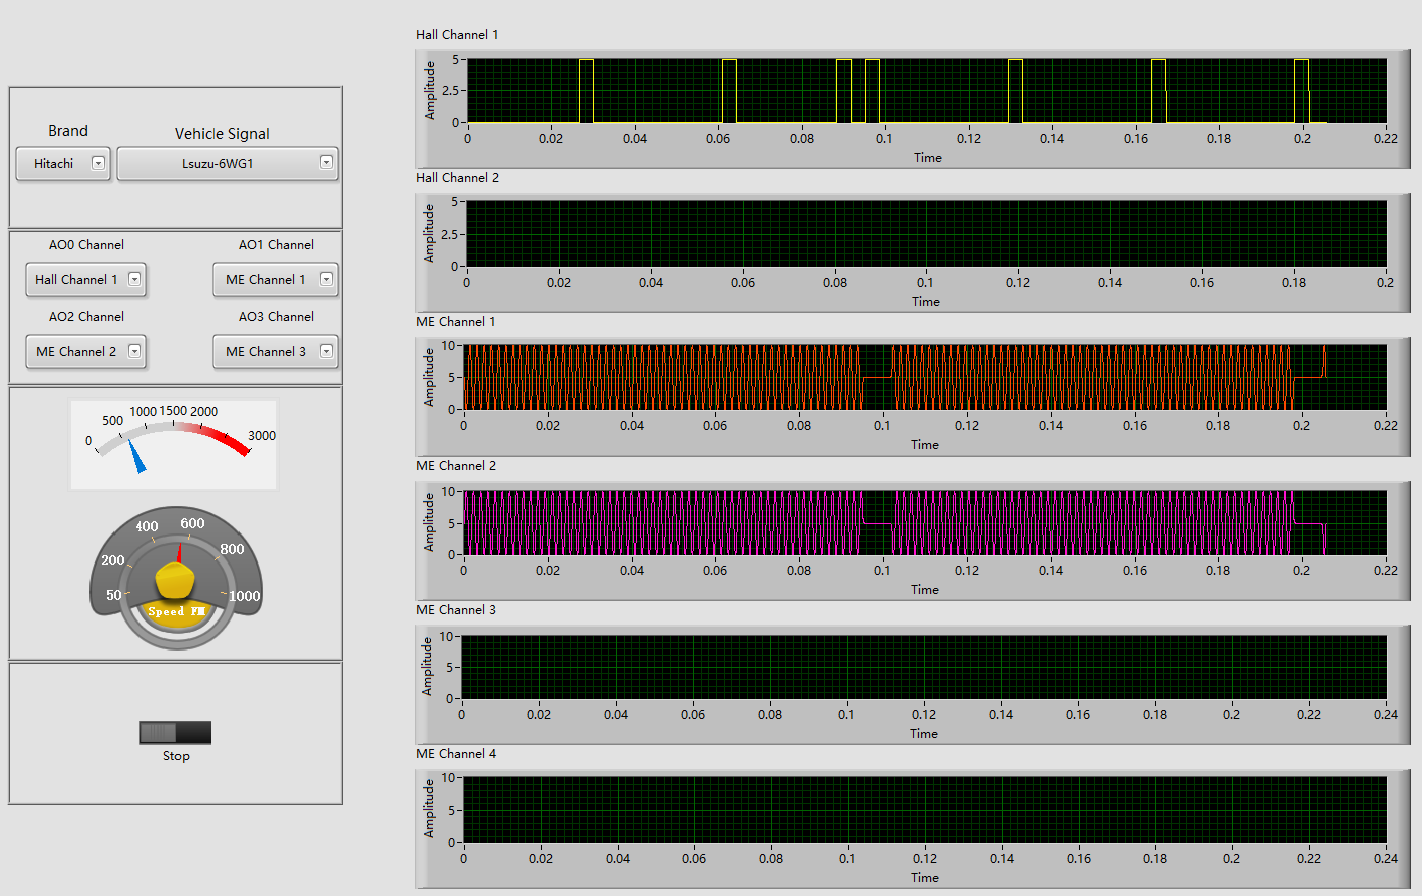 Brand
Vehicle Signal
Hitachi
Lsuzu-6WG1
AO0 Channel
AO1 Channel
Hall Channel 1
ME Channel 1
AO2 Channel
AO3 Channel
ME Channel 2
ME Channel 3
0 500 1000 1500 2000 3000
50 200 400 600 800 1000
Speed FM
Stop
Hall Channel 1
Amplitude
5
2.5
0
0 0.02 0.04 0.06 0.08 0.1 0.12 0.14 0.16 0.18 0.2 0.22
Time
Hall Channel 2
Amplitude
5
2.5
0
0 0.02 0.04 0.06 0.08 0.1 0.12 0.14 0.16 0.18 0.2
Time
ME Channel 1
Amplitude
10
5
0
0 0.02 0.04 0.06 0.08 0.1 0.12 0.14 0.16 0.18 0.2 0.22
Time
ME Channel 2
Amplitude
10
5
0
0 0.02 0.04 0.06 0.08 0.1 0.12 0.14 0.16 0.18 0.2 0.22
Time
ME Channel 3
Amplitude
10
5
0
0 0.02 0.04 0.06 0.08 0.1 0.12 0.14 0.16 0.18 0.2 0.22 0.24
Time
ME Channel 4
Amplitude
10
5
0
0 0.02 0.04 0.06 0.08 0.1 0.12 0.14 0.16 0.18 0.2 0.22 0.24
Time